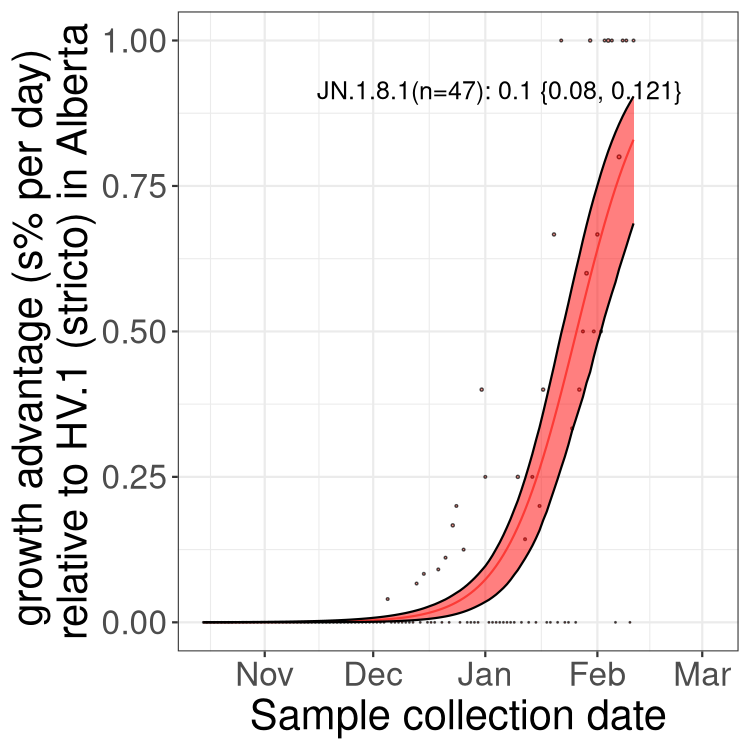 growth advantage (s% per day)
relative to HV.1 (stricto) in Alberta
1.00
0.75
0.50
0.25
0.00
JN.1.8.1(n=47): 0.1 {0.08, 0.121}
Nov Dec Jan Feb Mar
Sample collection date